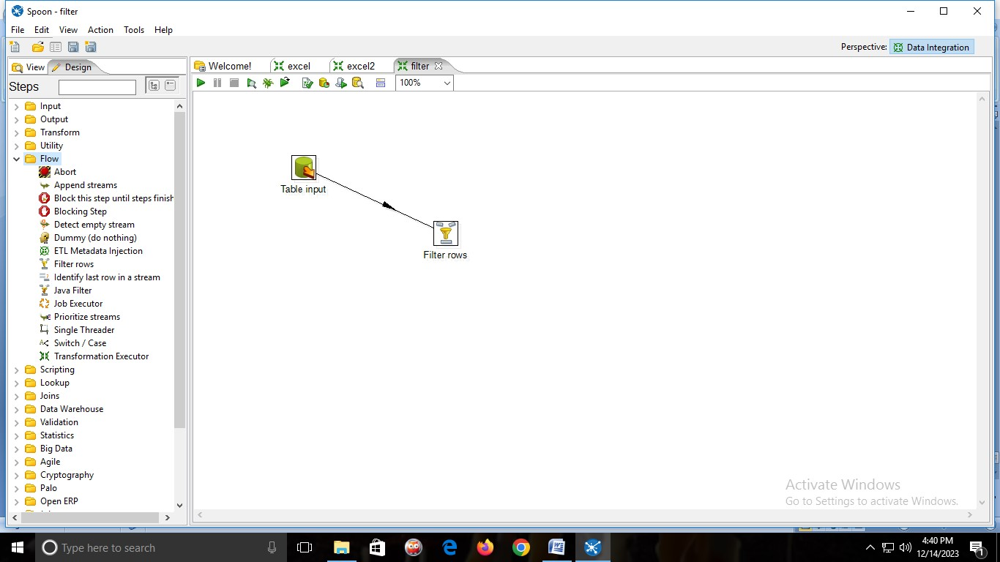 Spoon - filter
File Edit View Action Tools Help
Perspective: Data Integration
View Design
Welcome! excel excel2 filter
Steps
100%
Input
Output
Transform
Utility
Flow
Abort
Append streams
Block this step until steps finish
Blocking Step
Detect empty stream
Dummy (do nothing)
ETL Metadata Injection
Filter rows
Identify last row in a stream
Java Filter
Job Executor
Prioritize streams
Single Threader
Switch / Case
Transformation Executor
Scripting
Lookup
Joins
Data Warehouse
Validation
Statistics
Big Data
Agile
Cryptography
Palo
Open ERP
Table input
Filter rows
Activate Windows
Go to Settings to activate Windows.
Type here to search
4:40 PM
12/14/2023
1